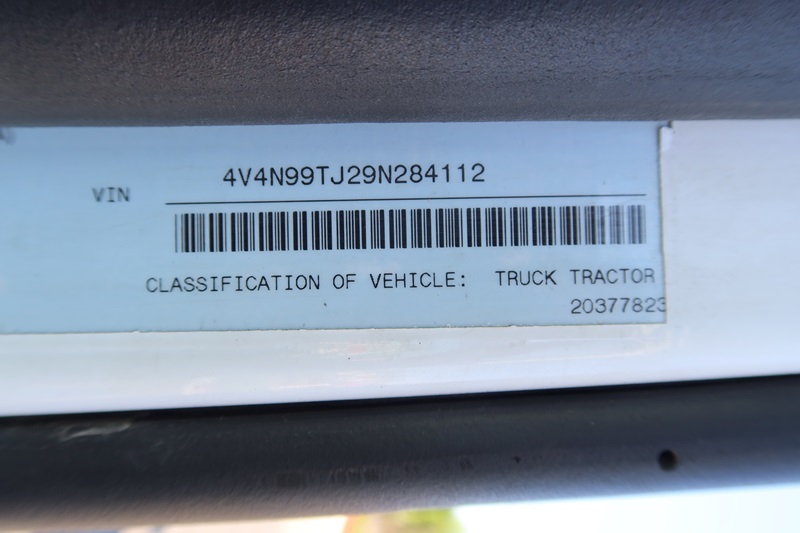 VIN 4V4N99TJ29N284112
CLASSIFICATION OF VEHICLE: TRUCK TRACTOR
20377823